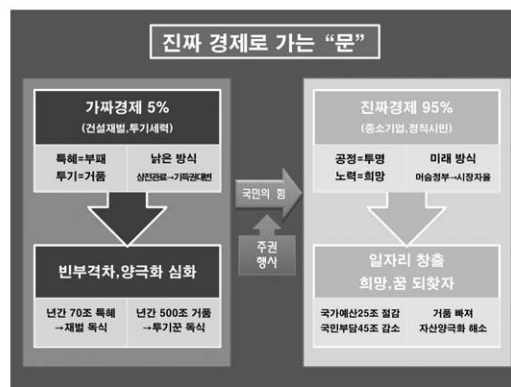 진짜 경제로 가는 “문”
가짜경제 5%
(건설재벌,투기세력)
특혜=부패
투기=거품
낡은 방식
상전관료→기득권대변
빈부격차,양극화 심화
년간 70조 특혜
→재벌 독식
년간 500조 거품
→투기꾼 독식
국민의 힘
주권
행사
진짜경제 95%
(중소기업,정직시민)
공정=투명
노력=희망
미래 방식
머슴정부→시장자율
일자리 창출
희망,꿈 되찾자
국가예산25조 절감
국민부담45조 감소
거품 빠져
자산양극화 해소